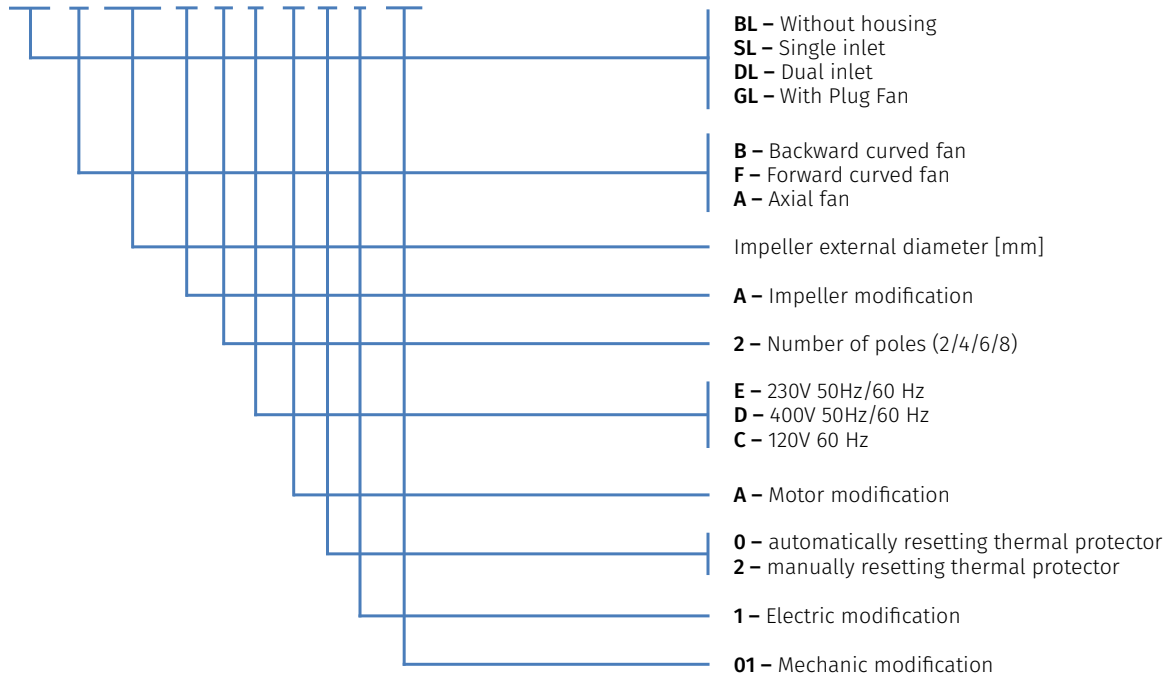 BL – Without housing
SL – Single inlet
DL – Dual inlet
GL – With Plug Fan
B – Backward curved fan
F – Forward curved fan
A – Axial fan
Impeller external diameter [mm]
A – Impeller modification
2 – Number of poles (2/4/6/8)
E – 230V 50Hz/60 Hz
D – 400V 50Hz/60 Hz
C – 120V 60 Hz
A – Motor modification
0 – automatically resetting thermal protector
2 – manually resetting thermal protector
1 – Electric modification
01 – Mechanic modification